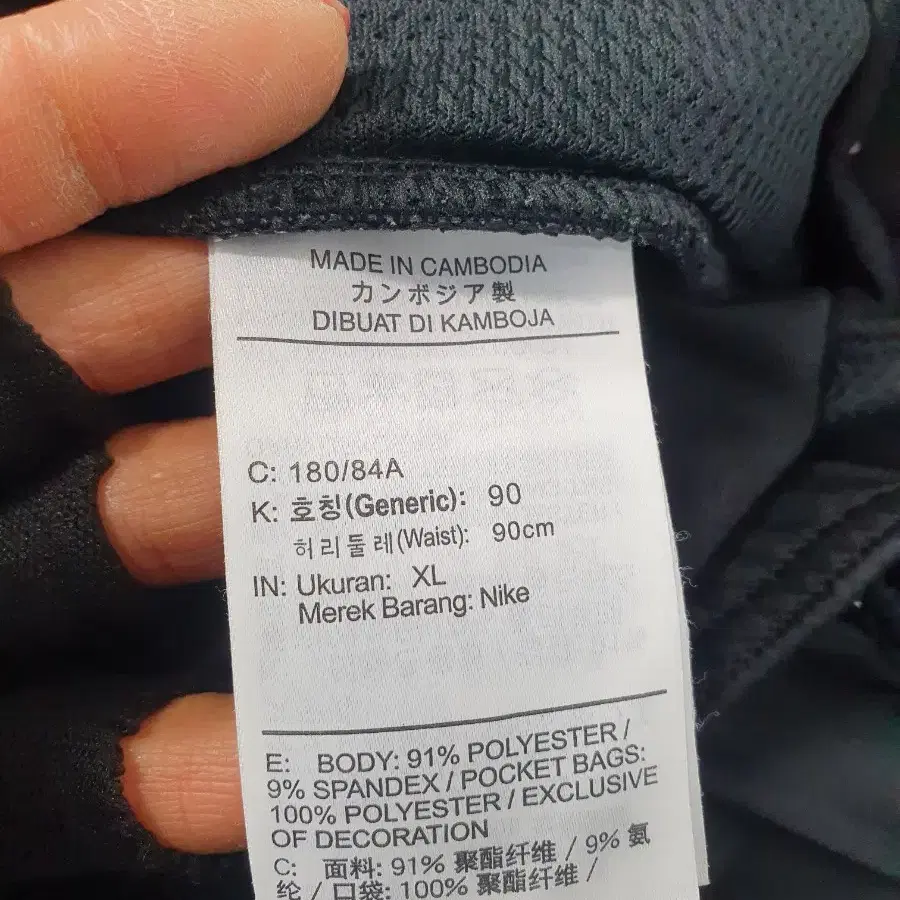 MADE IN CAMBODIA
カンボジア製
DIBUAT DI KAMBOJA
C: 180/84A
K: 호칭(Generic): 90
허리둘레(Waist): 90cm
IN: Ukuran: XL
Merek Barang: Nike
E: BODY: 91% POLYESTER /
9% SPANDEX / POCKET BAGS:
100% POLYESTER / EXCLUSIVE
OF DECORATION
C: 面料: 91% 聚酯纤维 / 9% 氨
纶 / 口袋: 100% 聚酯纤维 /